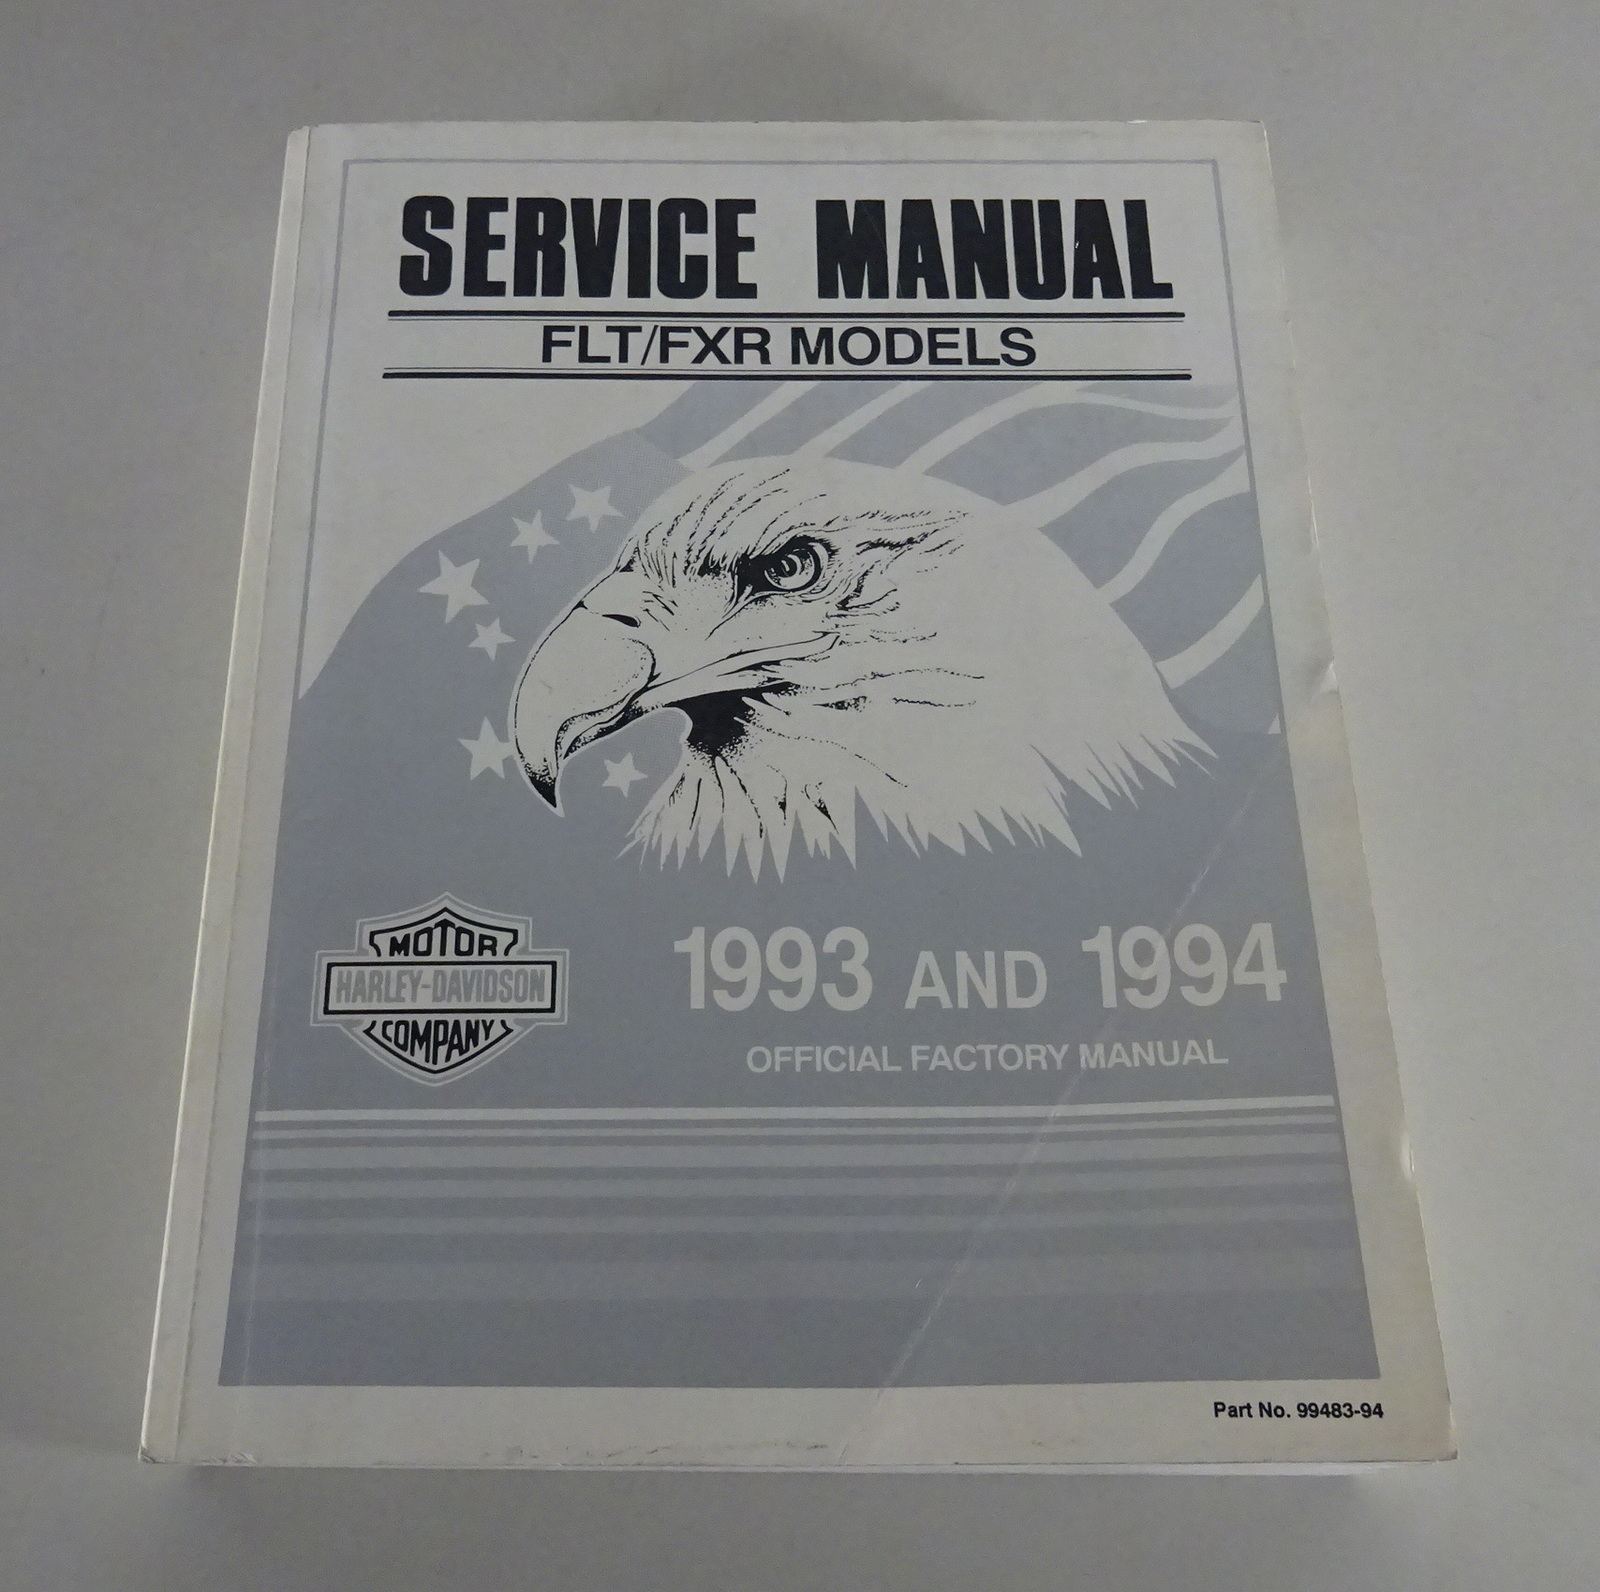 SERVICE MANUAL
FLT/FXR MODELS
MOTOR
HARLEY-DAVIDSON
COMPANY
1993 AND 1994
OFFICIAL FACTORY MANUAL
Part No. 99483-94